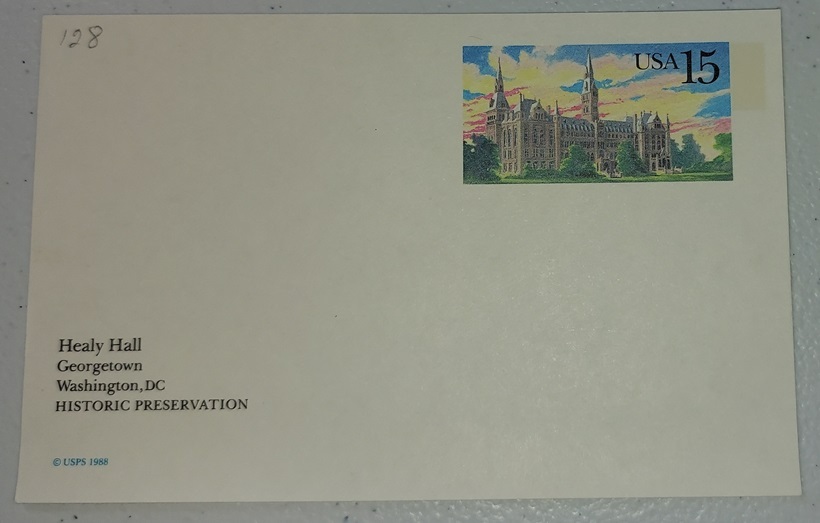 128
USA 15
Healy Hall
Georgetown
Washington, DC
HISTORIC PRESERVATION
© USPS 1988